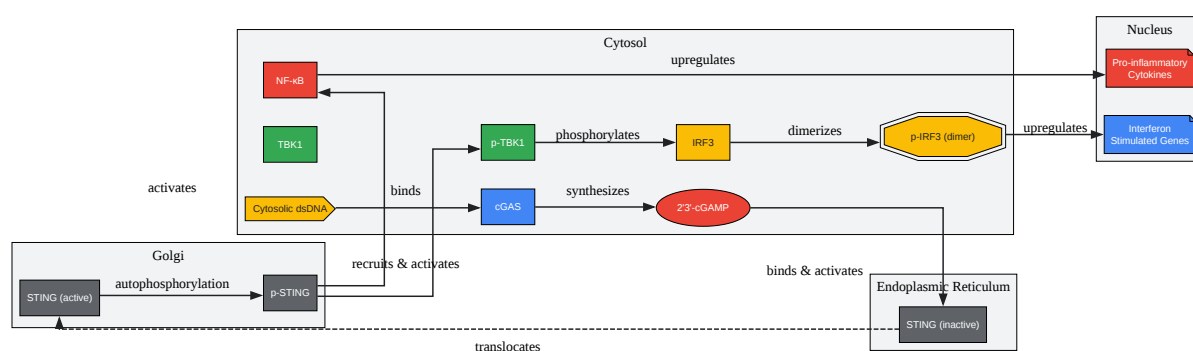 Nucleus
Cytosol
upregulates
NF-κB
Pro-inflammatory
Cytokines
TBK1
p-TBK1
phosphorylates
IRF3
dimerizes
p-IRF3 (dimer)
upregulates
Interferon
Stimulated Genes
activates
binds
synthesizes
Cytosolic dsDNA
cGAS
2'3'-cGAMP
Golgi
recruits & activates
binds & activates
autophosphorylation
Endoplasmic Reticulum
STING (active)
p-STING
STING (inactive)
translocates